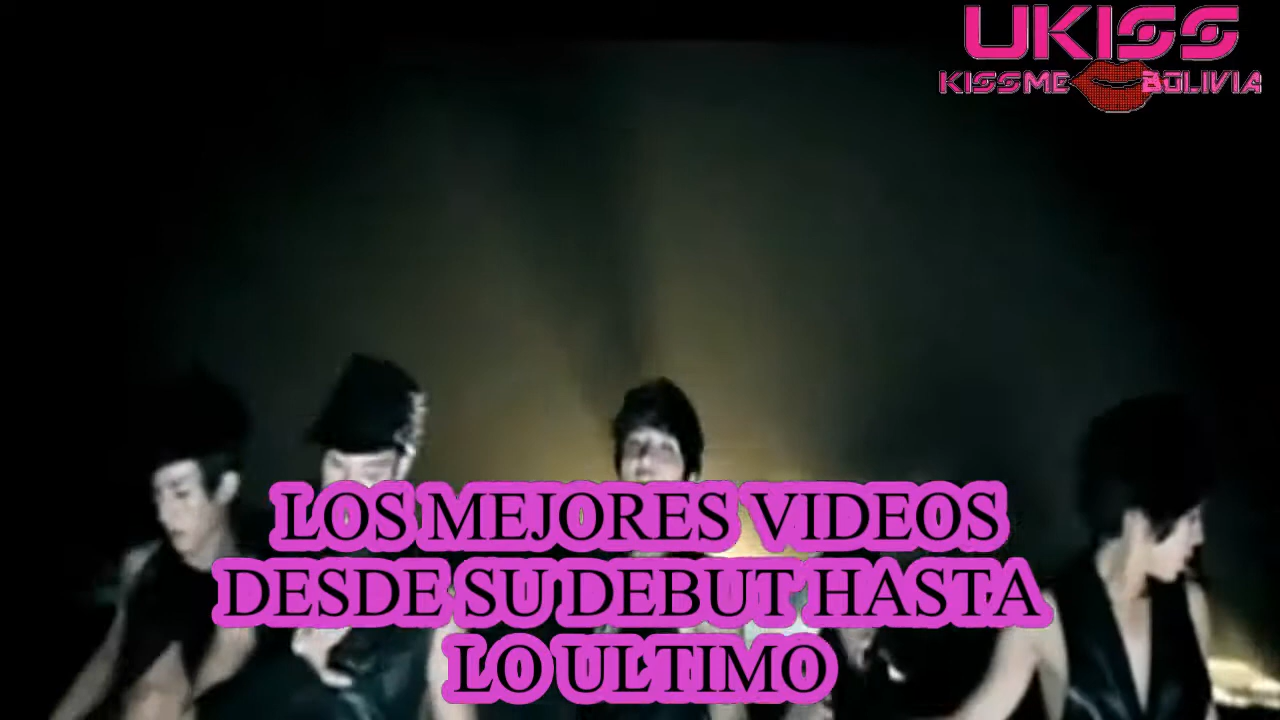 UKISS
KISSME BOLIVIA
LOS MEJORES VIDEOS
DESDE SU DEBUT HASTA
LO ULTIMO